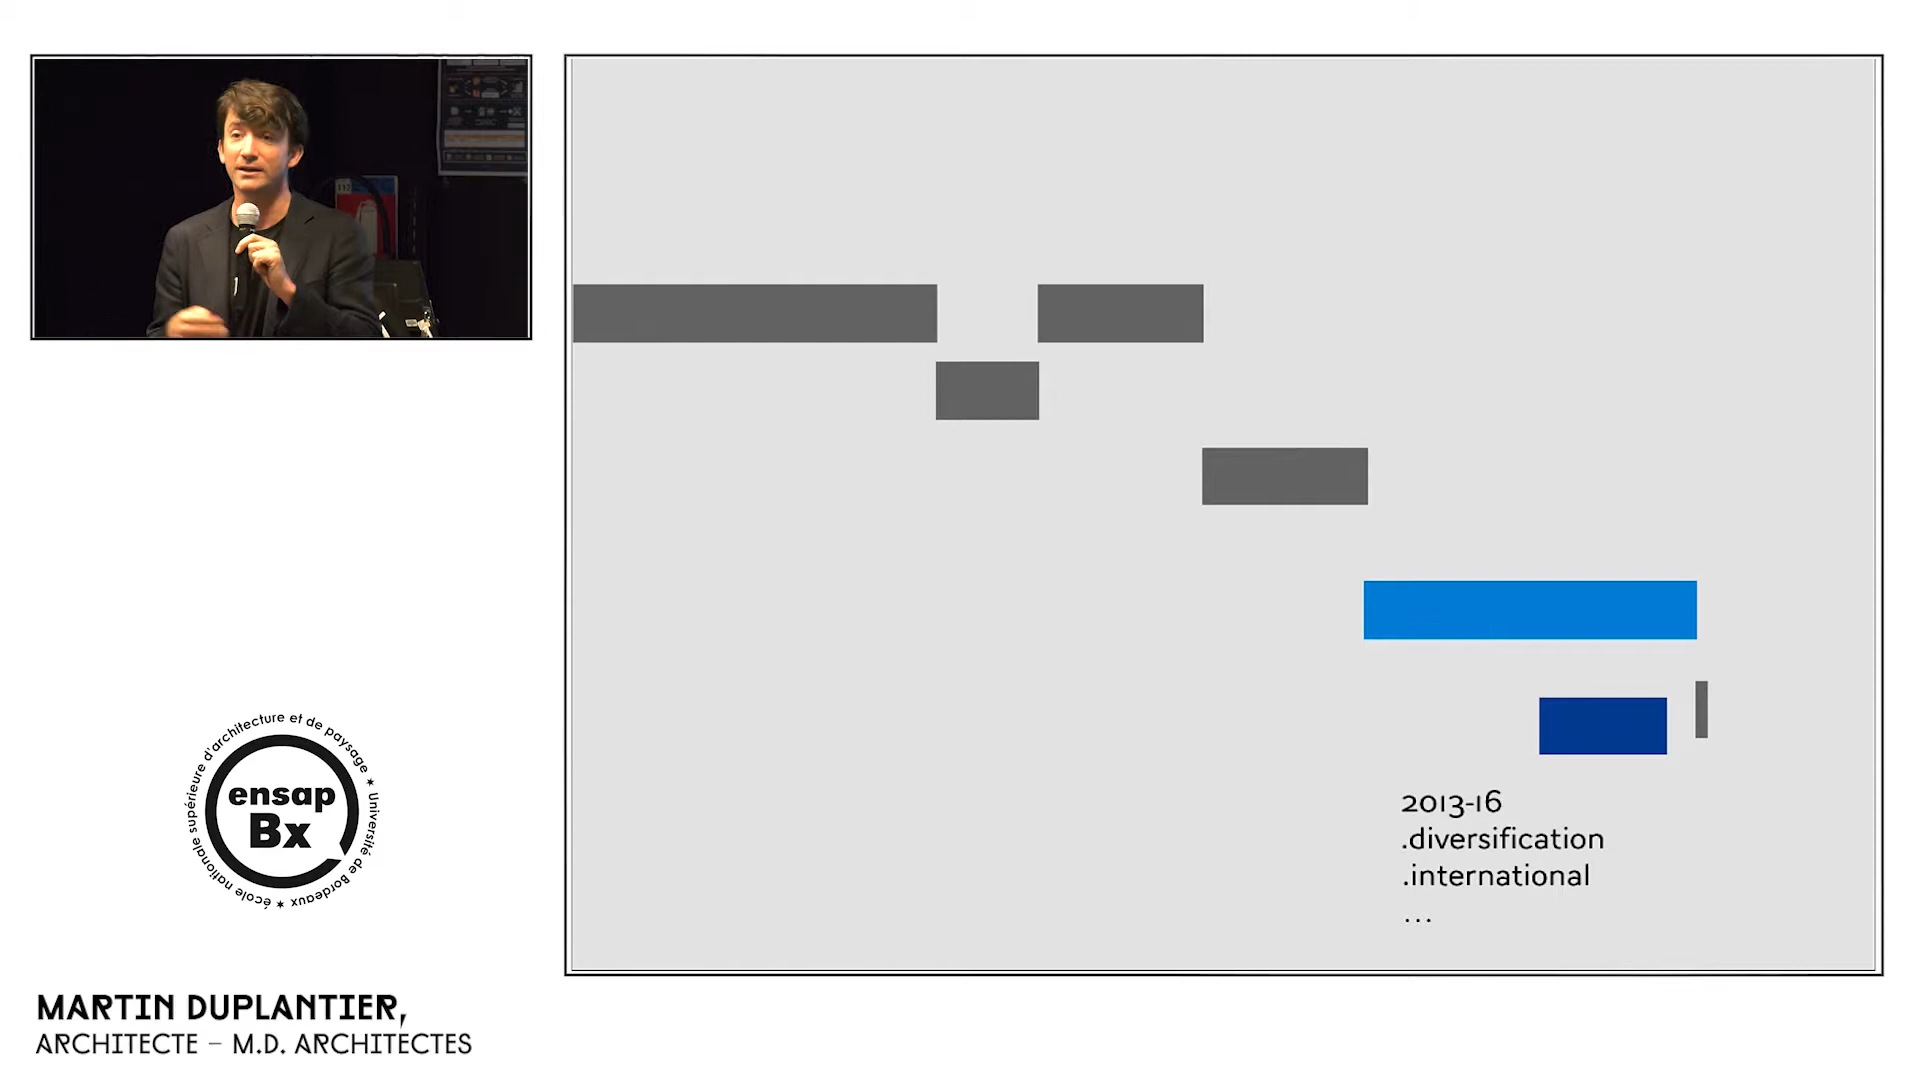 2013-16
.diversification
.international
...
école nationale supérieure d'architecture et de paysage * Université de Bordeaux *
ensap
Bx
MARTIN DUPLANTIER,
ARCHITECTE – M.D. ARCHITECTES